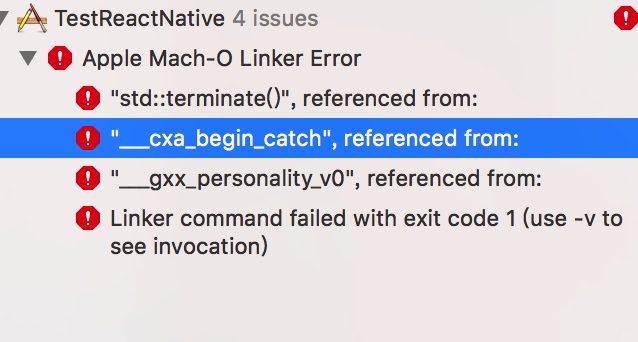 TestReactNative 4 issues
Apple Mach-O Linker Error
"std::terminate()", referenced from:
"___cxa_begin_catch", referenced from:
"___gxx_personality_v0", referenced from:
Linker command failed with exit code 1 (use -v to
see invocation)